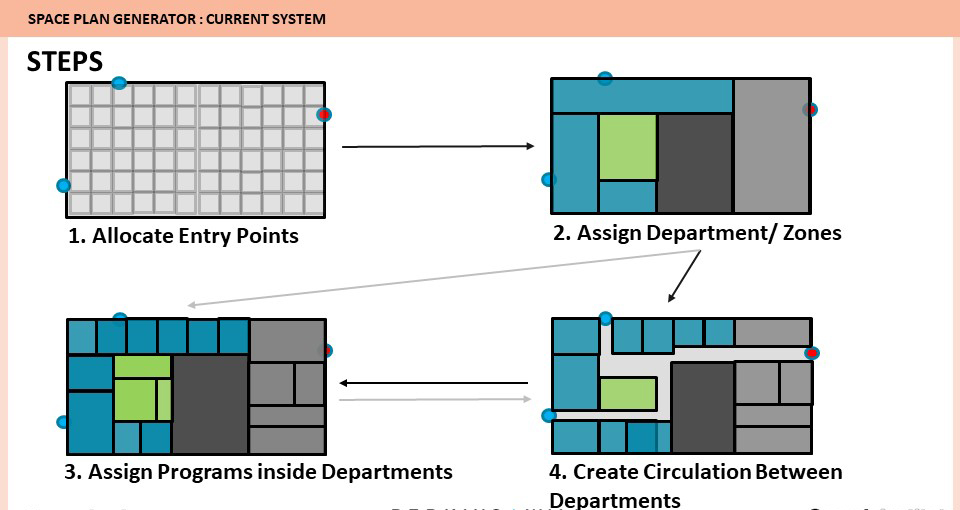 SPACE PLAN GENERATOR : CURRENT SYSTEM
STEPS
1. Allocate Entry Points
2. Assign Department/ Zones
3. Assign Programs inside Departments
4. Create Circulation Between
Departments